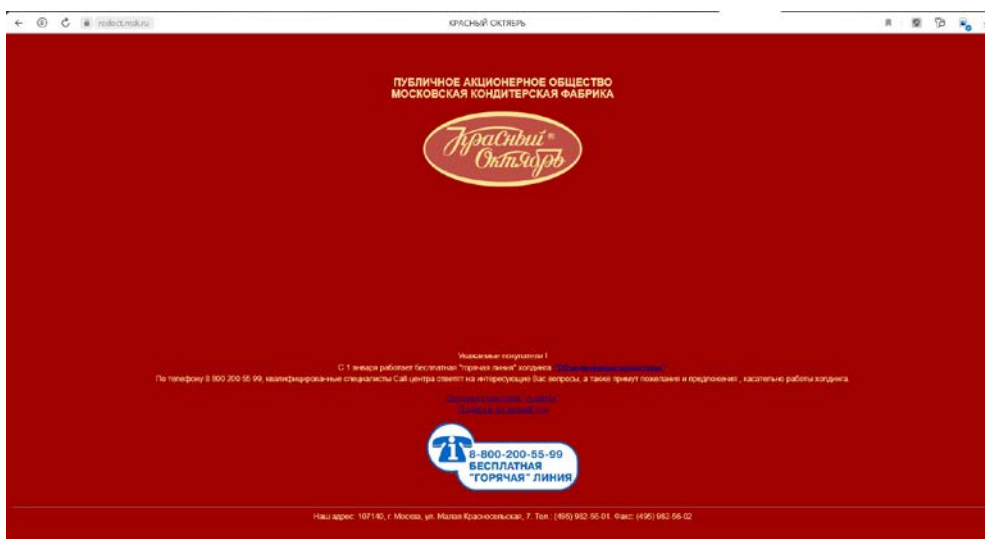 redoct.msk.ru
КРАСНЫЙ ОКТЯБРЬ
ПУБЛИЧНОЕ АКЦИОНЕРНОЕ ОБЩЕСТВО
МОСКОВСКАЯ КОНДИТЕРСКАЯ ФАБРИКА
Красный®
Октябрь
Уважаемые покупатели !
С 1 января работает бесплатная "горячая линия" холдинга "Объединенные кондитеры"
По телефону 8 800 200 55 99, квалифицированные специалисты Call центра ответят на интересующие Вас вопросы, а также примут пожелания и предложения , касательно работы холдинга.
8-800-200-55-99
БЕСПЛАТНАЯ
"ГОРЯЧАЯ" ЛИНИЯ
Наш адрес: 107140, г. Москва, ул. Малая Красносельская, 7. Тел.: (495) 982-56-01. Факс: (495) 982-56-02